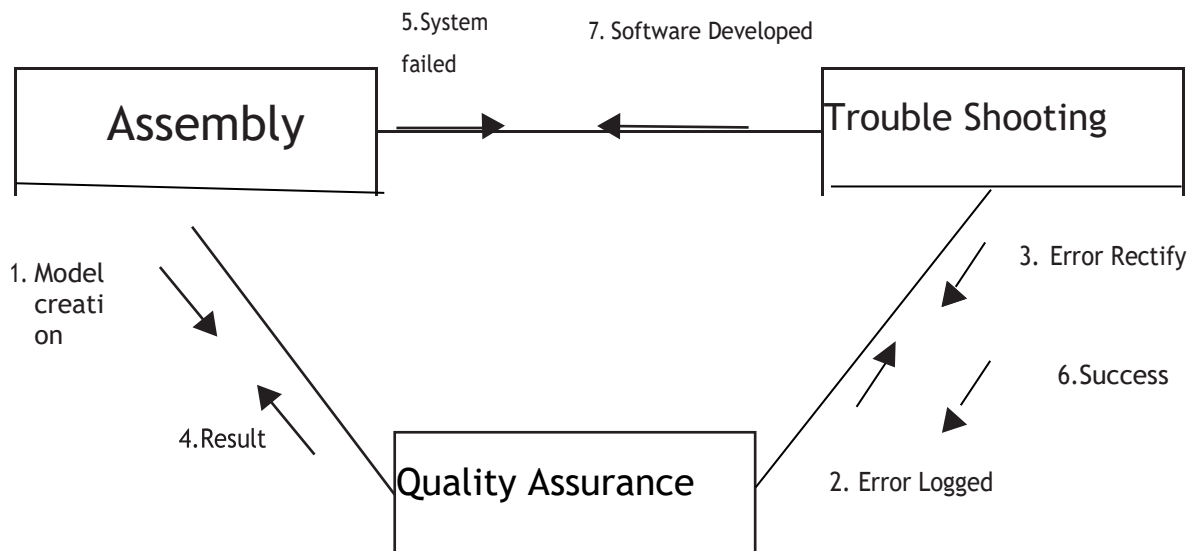 5.System
failed
7. Software Developed
Assembly
Trouble Shooting
1. Model
creati
on
3. Error Rectify
6.Success
4.Result
Quality Assurance
2. Error Logged